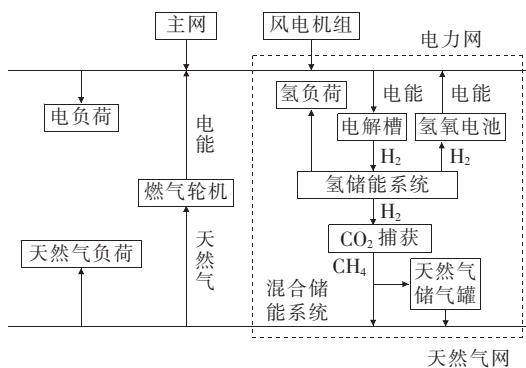 主网
风电机组
电力网
电负荷
电能
氢负荷
电能
电能
电解槽
氢氧电池
H₂
H₂
燃气轮机
氢储能系统
H₂
天然气负荷
天然气
CO₂ 捕获
CH₄
天然气
储气罐
混合储
能系统
天然气网